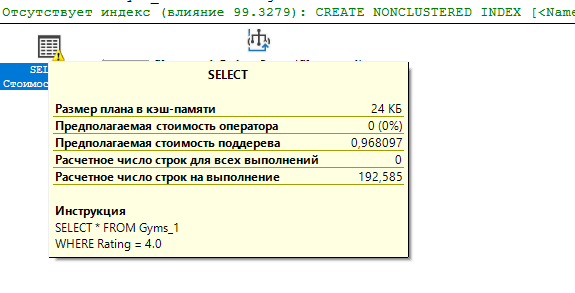 Отсутствует индекс (влияние 99.3279): CREATE NONCLUSTERED INDEX [<Name
SEL
Стоимос
SELECT
Размер плана в кэш-памяти 24 КБ
Предполагаемая стоимость оператора 0 (0%)
Предполагаемая стоимость поддерева 0,968097
Расчетное число строк для всех выполнений 0
Расчетное число строк на выполнение 192,585
Инструкция
SELECT * FROM Gyms_1
WHERE Rating = 4.0